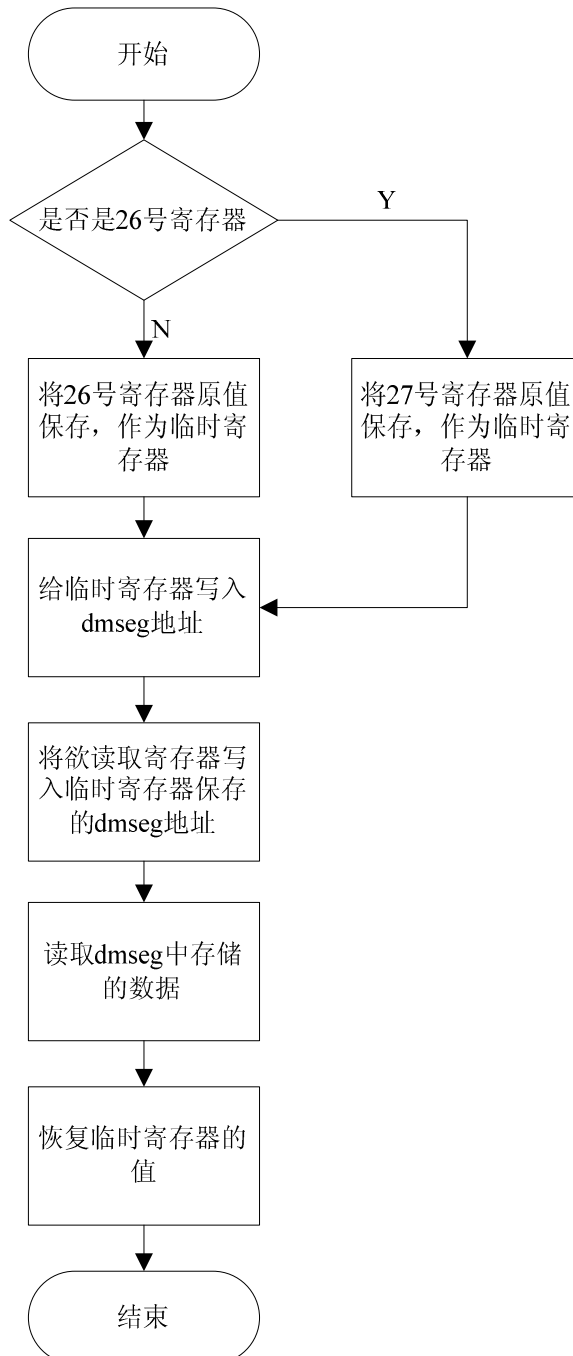 开始
是否是26号寄存器
Y
N
将26号寄存器原值
保存，作为临时寄
存器
将27号寄存器原值
保存，作为临时寄
存器
给临时寄存器写入
dmseg地址
将欲读取寄存器写
入临时寄存器保存
的dmseg地址
读取dmseg中存储
的数据
恢复临时寄存器的
值
结束